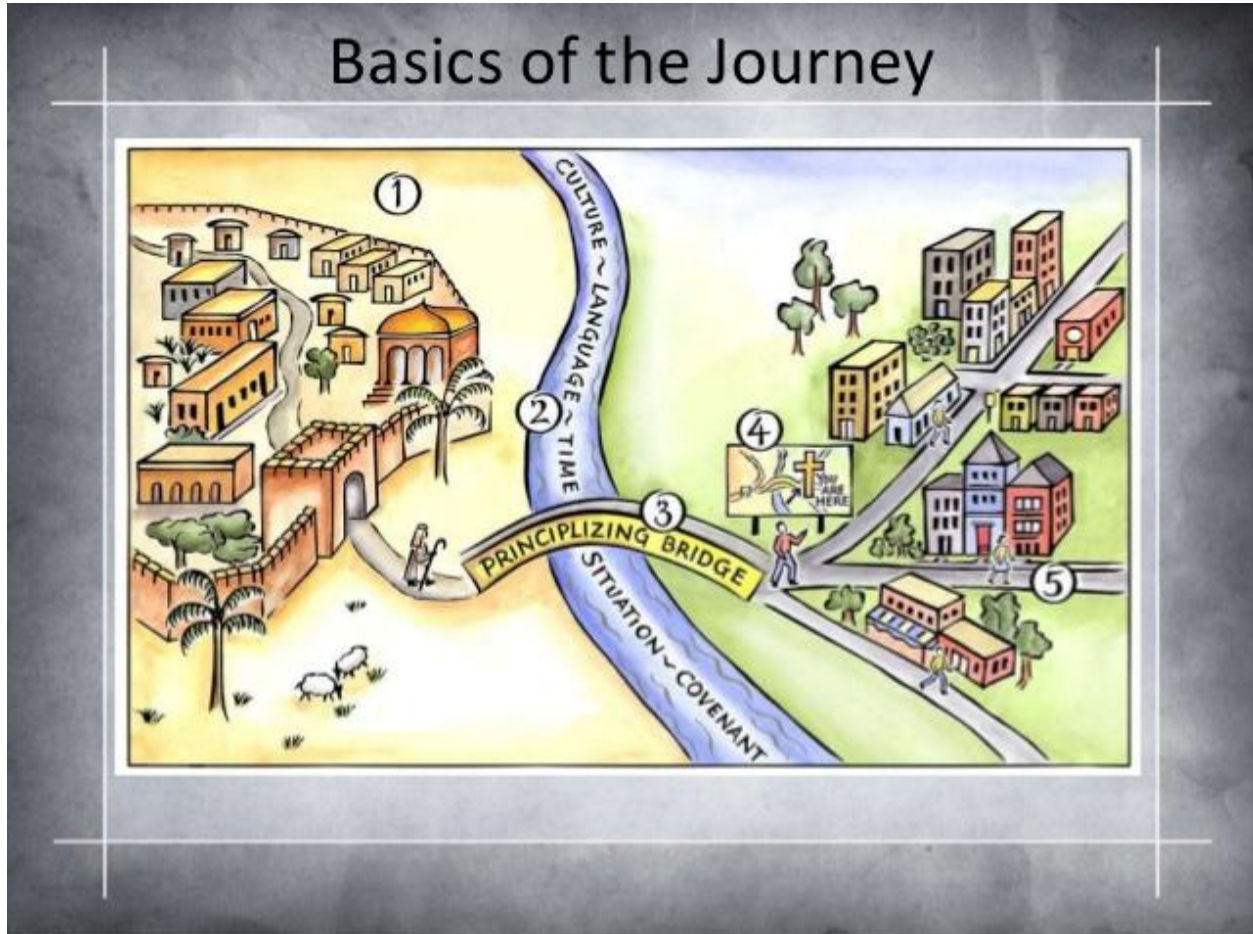 Basics of the Journey
1
CULTURE ~ LANGUAGE ~ TIME
2
4
YOU
ARE
HERE
3
PRINCIPLIZING BRIDGE
SITUATION ~ COVENANT
5